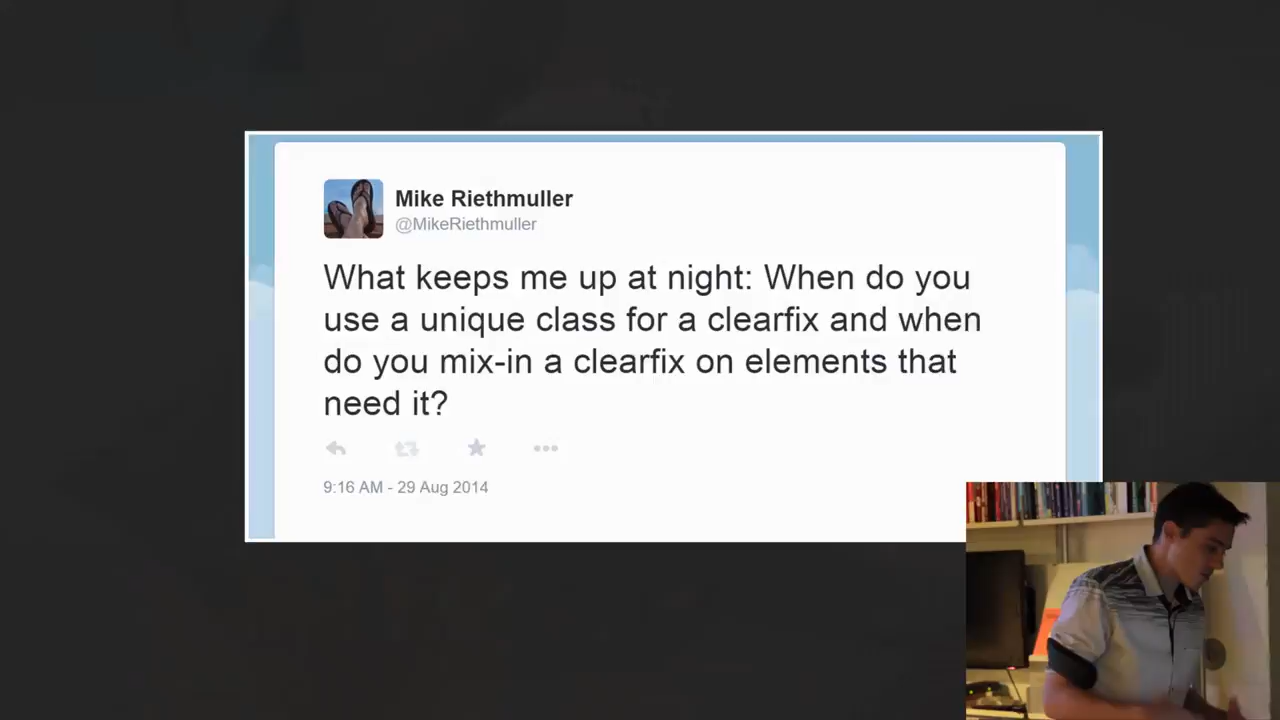 Mike Riethmuller
@MikeRiethmuller
What keeps me up at night: When do you
use a unique class for a clearfix and when
do you mix-in a clearfix on elements that
need it?
9:16 AM - 29 Aug 2014